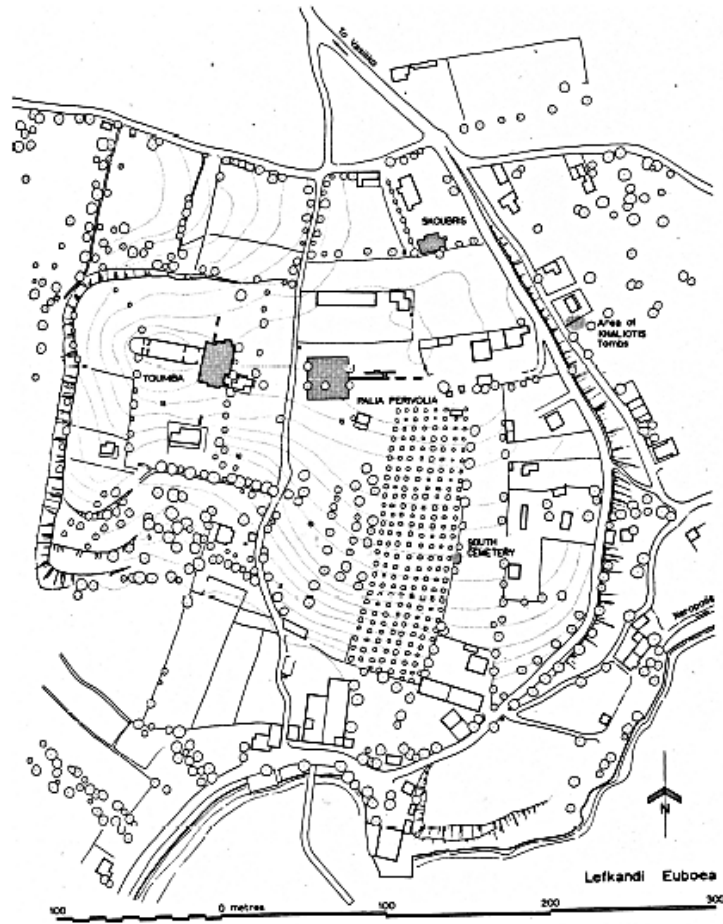 To Vasiliko
SKOUBRIS
Area of
KHALIOTIS
Tombs
TOUMBA
PALIA PERIVOLIA
SOUTH
CEMETERY
N
Lefkandi Euboea
100
0 metres
100
200
300